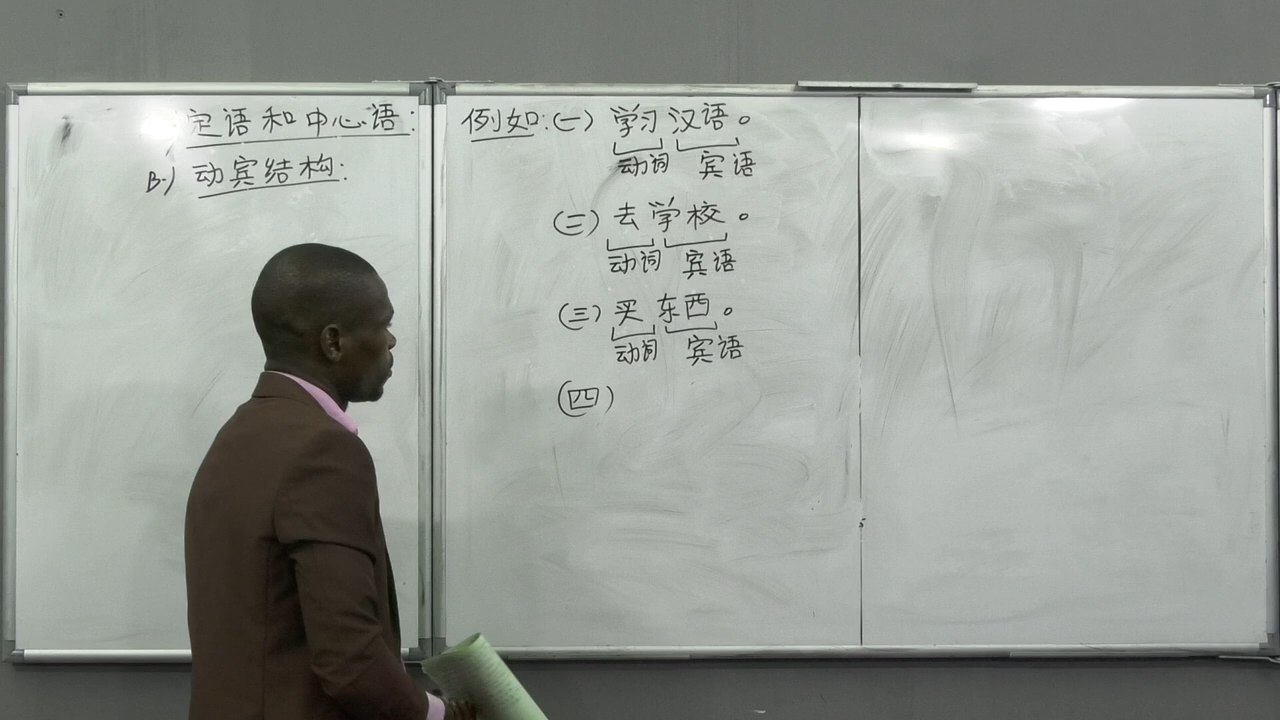 定语和中心语:
B.) 动宾结构:
例如:(一) 学习汉语。
动词 宾语
(二) 去学校。
动词 宾语
(三) 买东西。
动词 宾语
(四)